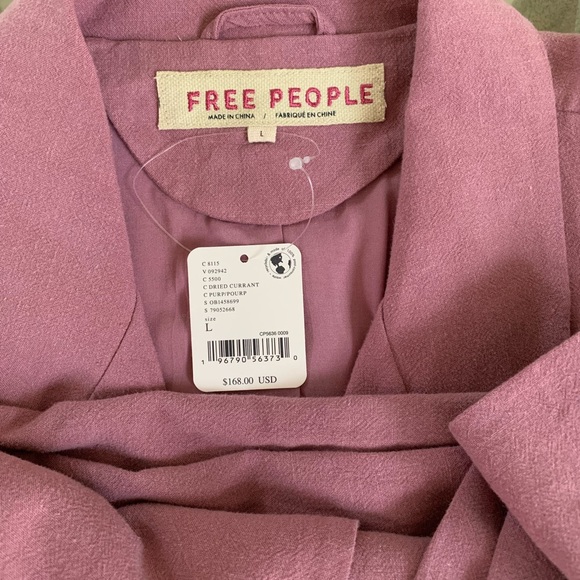 FREE PEOPLE
MADE IN CHINA / FABRIQUÉ EN CHINE
L
C 8115
V 092942
C 5500
C DRIED CURRANT
C PURP/POURP
S OB1458699
S 79052668
SIZE
L
CPS636 0009
1 96790 56373 0
$168.00 USD